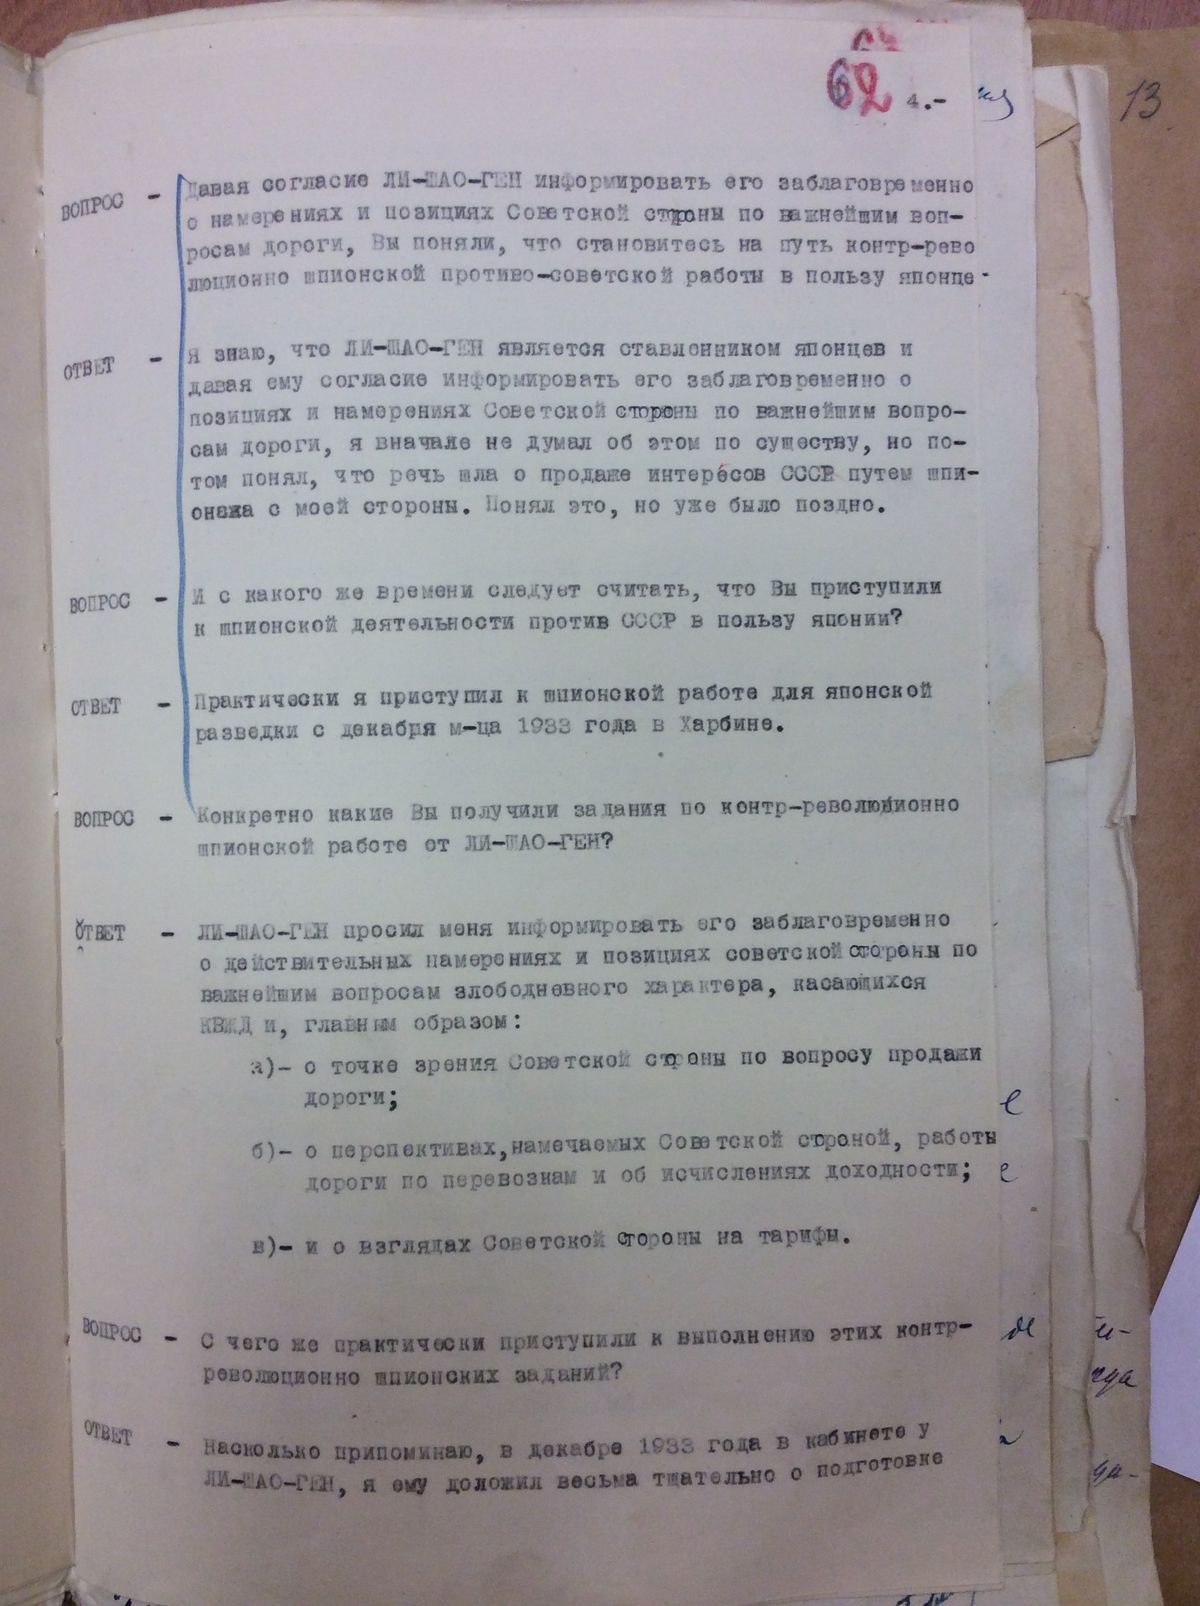 62 4.-
13
ВОПРОС - Давая согласие ЛИ-ШАО-ГЕН информировать его заблаговременно
о намерениях и позициях Советской стороны по важнейшим воп-
росам дороги, Вы поняли, что становитесь на путь контр-рево
люционно шпионской противо-советской работы в пользу японце
ОТВЕТ - Я знаю, что ЛИ-ШАО-ГЕН является ставленником японцев и
давая ему согласие информировать его заблаговременно о
позициях и намерениях Советской стороны по важнейшим вопро-
сам дороги, я вначале не думал об этом по существу, но по-
том понял, что речь шла о продаже интересов СССР путем шпи-
онажа с моей стороны. Понял это, но уже было поздно.
ВОПРОС - И с какого же времени следует считать, что Вы приступили
к шпионской деятельности против СССР в пользу японии?
ОТВЕТ - Практически я приступил к шпионской работе для японской
разведки с декабря м-ца 1933 года в Харбине.
ВОПРОС - Конкретно какие Вы получили задания по контр-революционно
шпионской работе от ЛИ-ШАО-ГЕН?
ОТВЕТ - ЛИ-ШАО-ГЕН просил меня информировать его заблаговременно
о действительных намерениях и позициях советской стороны по
важнейшим вопросам злободневного характера, касающихся
КВЖД и, главным образом:
а)- о точке зрения Советской стороны по вопросу продажи
дороги;
б)- о перспективах,намечаемых Советской стороной, работы
дороги по перевозкам и об исчислениях доходности;
в)- и о взглядах Советской стороны на тарифы.
ВОПРОС - С чего же практически приступили к выполнению этих контр-
революционно шпионских заданий?
ОТВЕТ - Насколько припоминаю, в декабре 1933 года в кабинете у
ЛИ-ШАО-ГЕН, я ему доложил весьма тщательно о подготовке